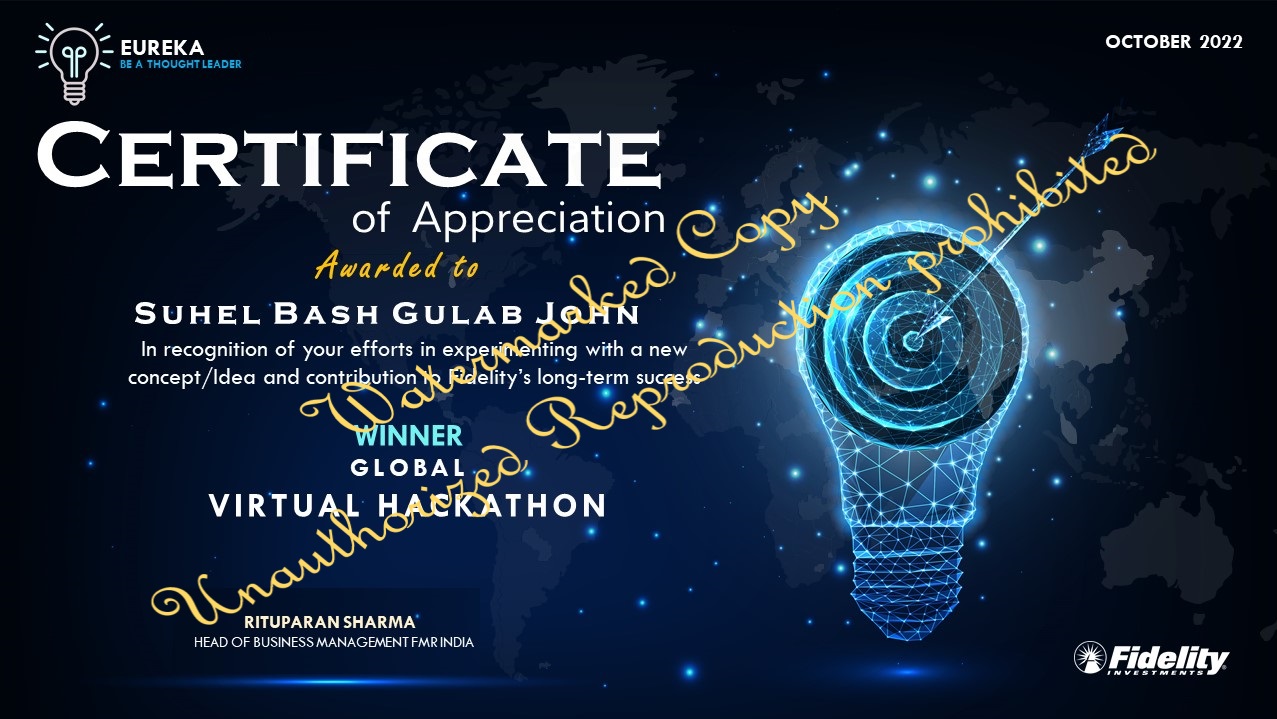 EUREKA
BE A THOUGHT LEADER
OCTOBER 2022
CERTIFICATE
of Appreciation
Awarded to
SUHEL BASH GULAB JOHN
In recognition of your efforts in experimenting with a new
concept/Idea and contribution to Fidelity's long-term success
WINNER
GLOBAL
VIRTUAL HACKATHON
RITUPARAN SHARMA
HEAD OF BUSINESS MANAGEMENT FMR INDIA
Watermarked Copy
Unauthoized Reproduction prohibited
Fidelity
INVESTMENTS